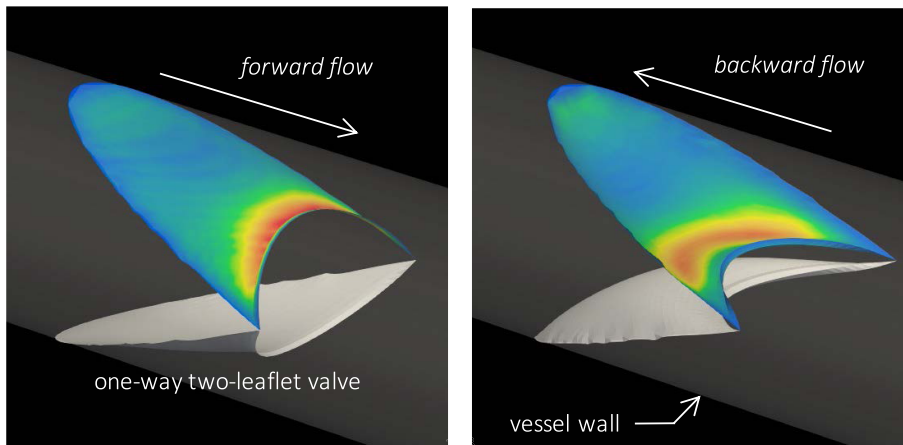 forward flow
one-way two-leaflet valve
backward flow
vessel wall